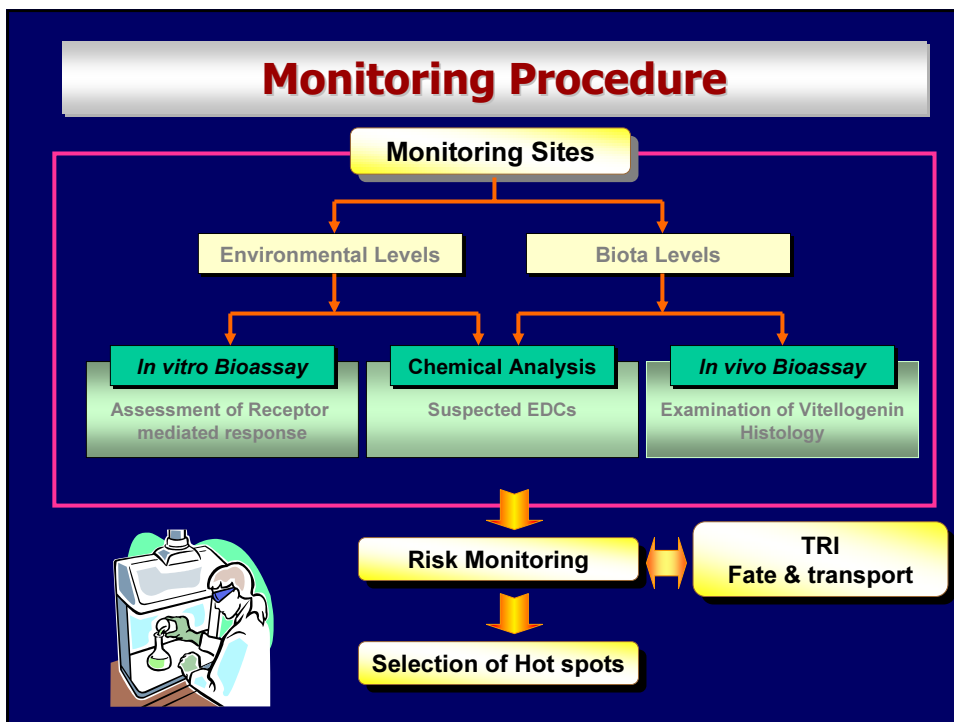 Monitoring Procedure
Monitoring Sites
Environmental Levels
Biota Levels
In vitro Bioassay
Assessment of Receptor
mediated response
Chemical Analysis
Suspected EDCs
In vivo Bioassay
Examination of Vitellogenin
Histology
Risk Monitoring
TRI
Fate & transport
Selection of Hot spots